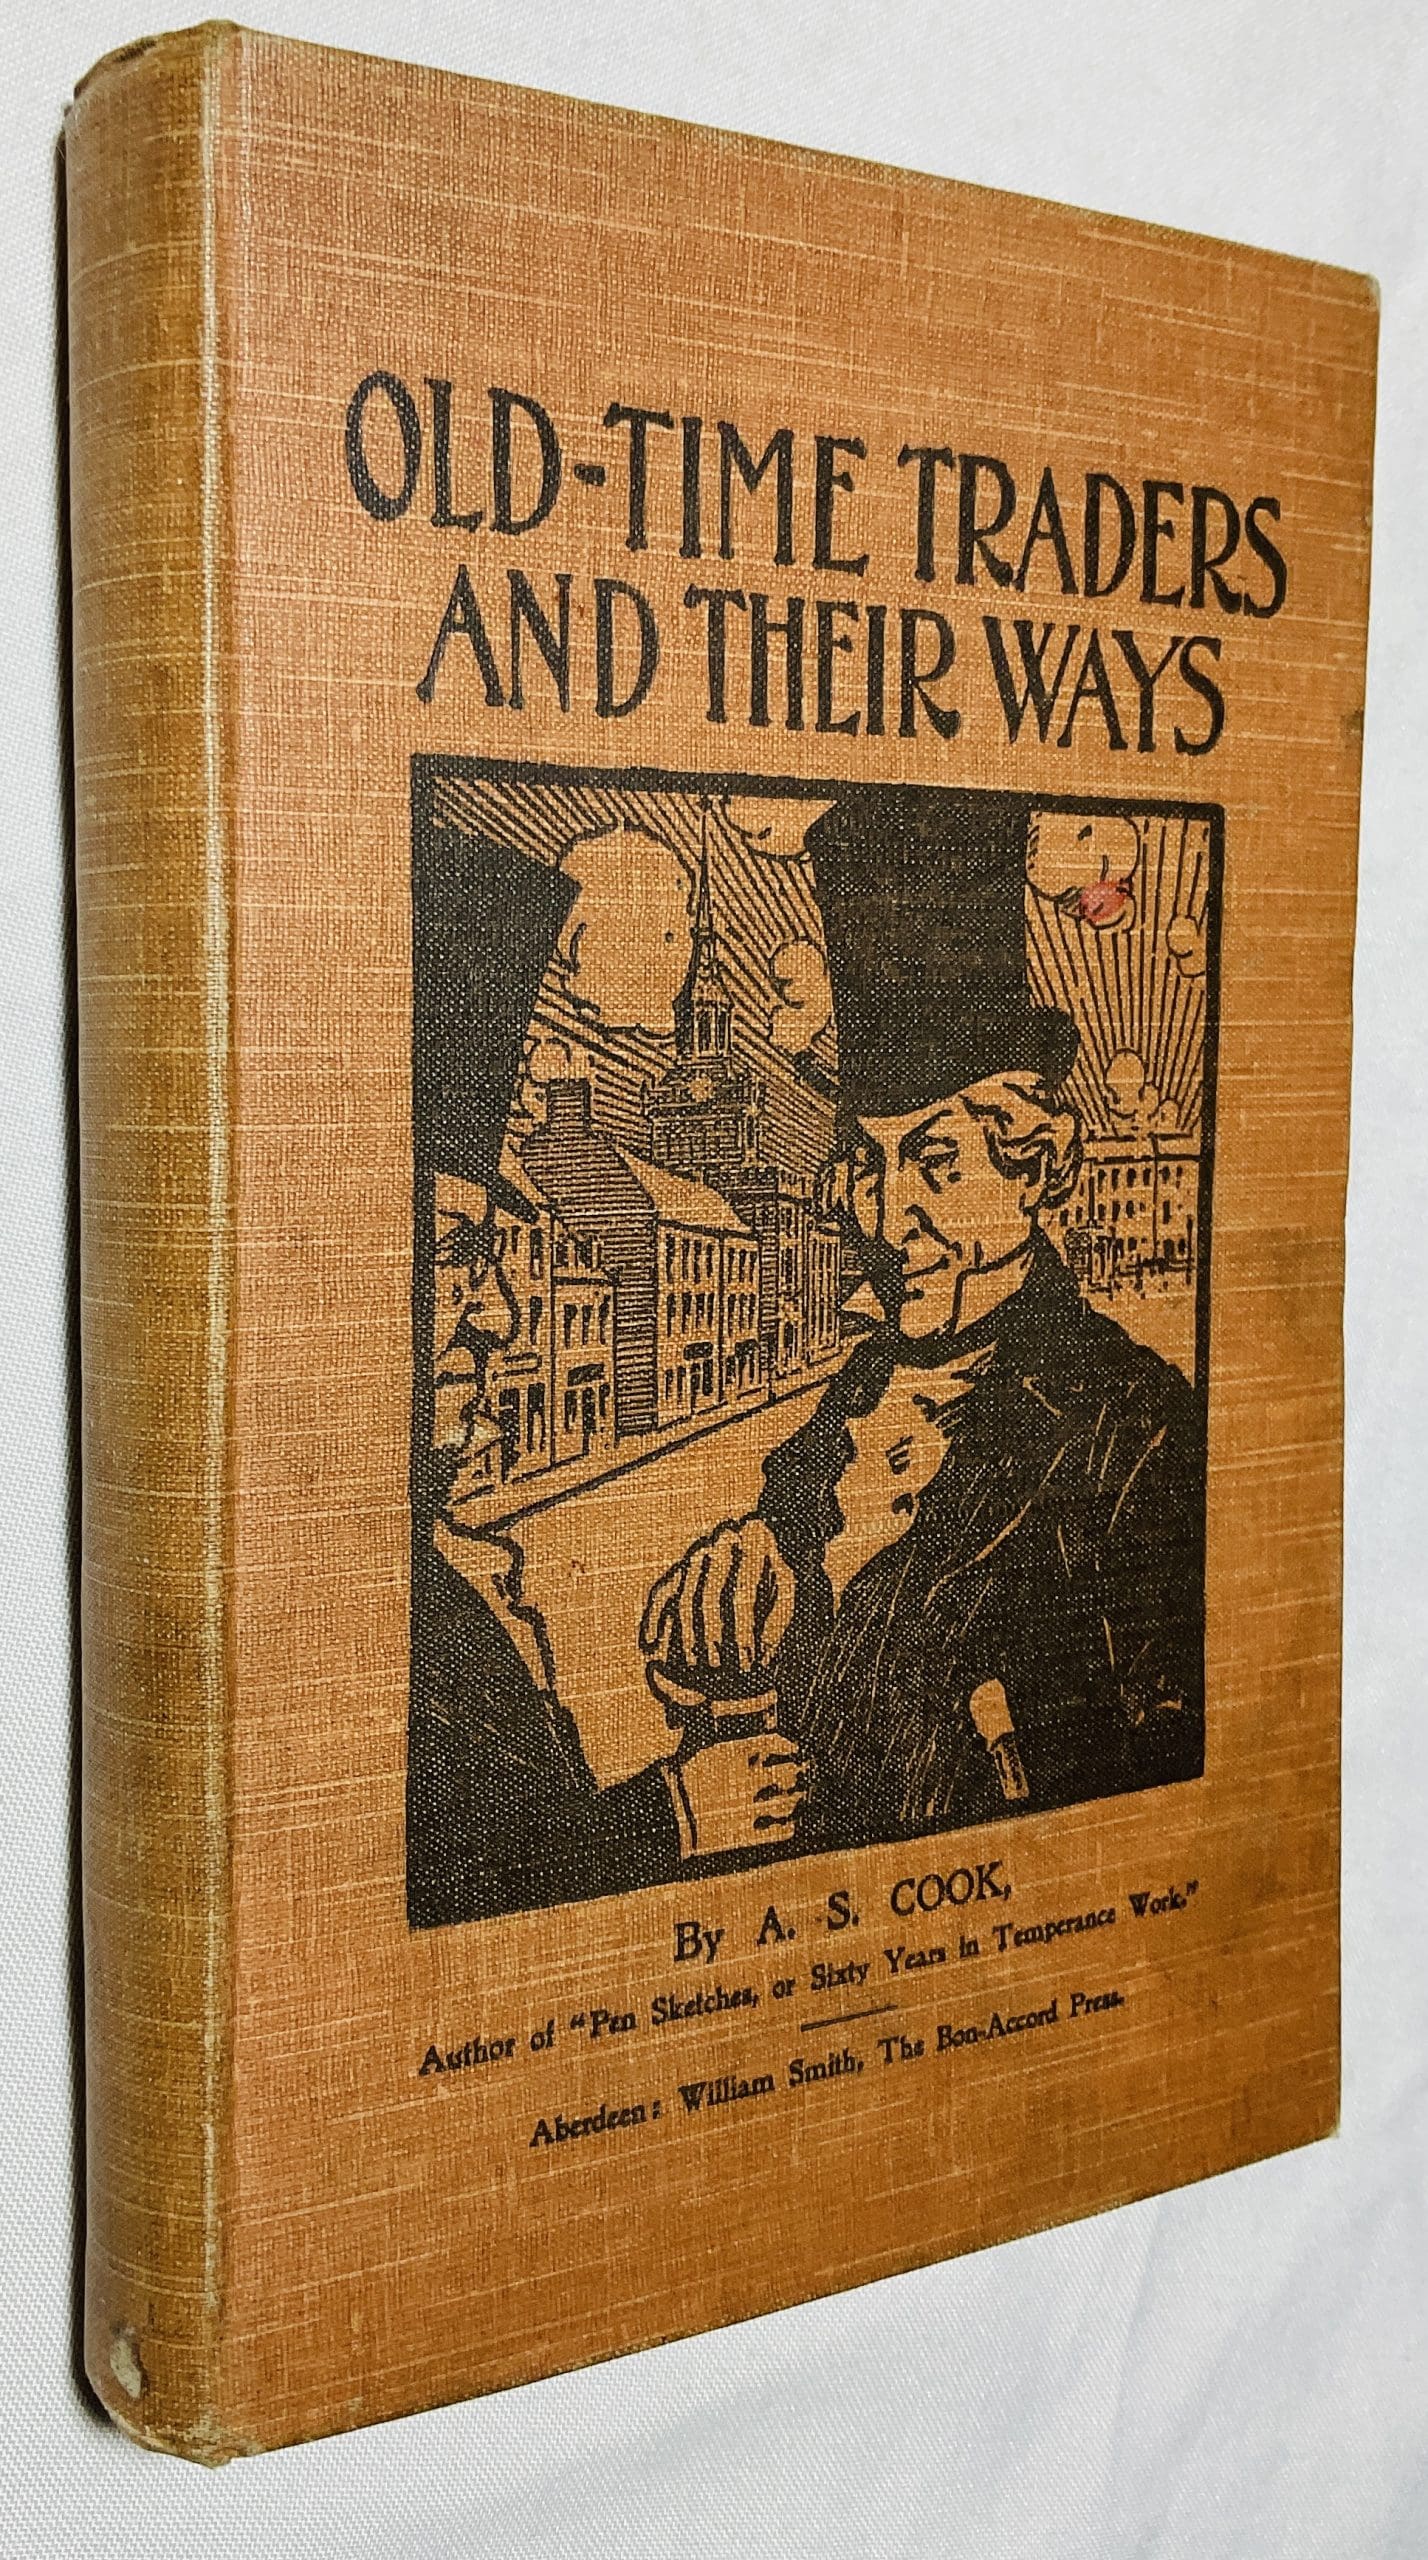 OLD-TIME TRADERS
AND THEIR WAYS
By A. S. COOK,
Author of "Pen Sketches, or Sixty Years in Temperance Work."
Aberdeen: William Smith, The Bon-Accord Press.